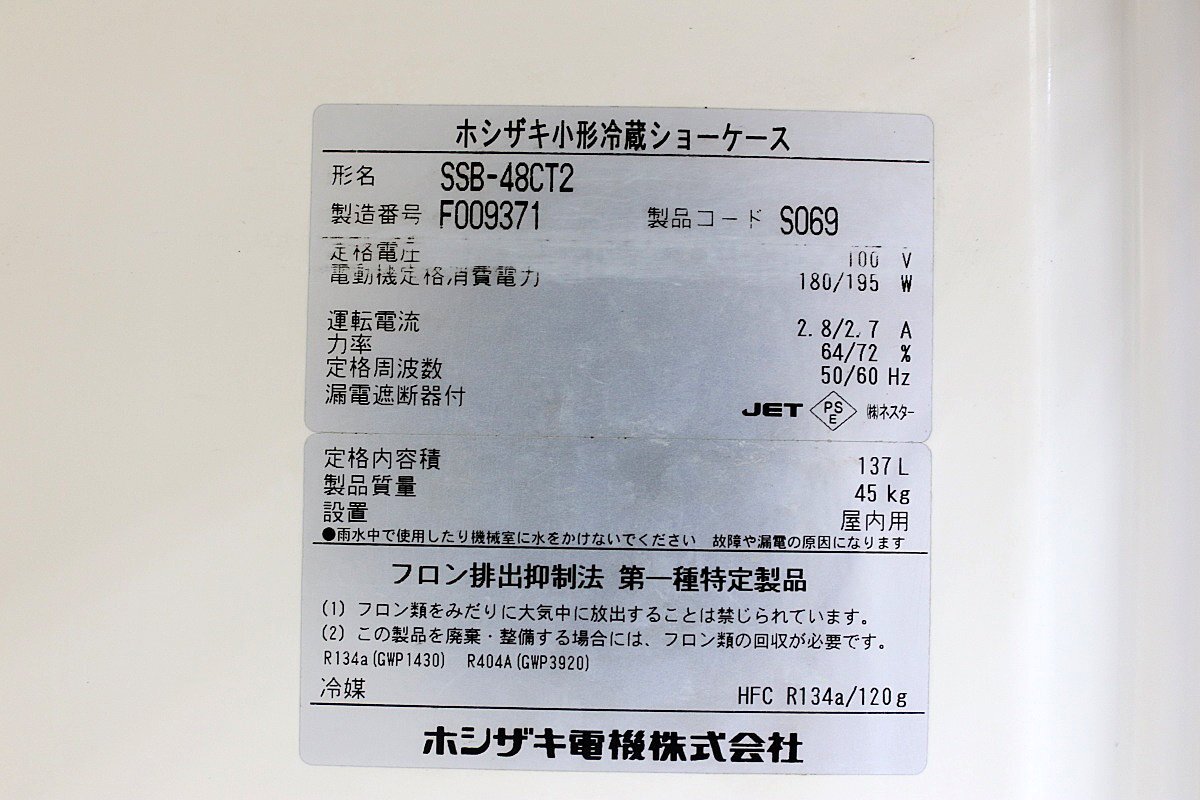 ホシザキ小形冷蔵ショーケース
形名 SSB-48CT2
製造番号 F009371 製品コード S069
定格電圧 100 V
電動機定格消費電力 180/195 W
運転電流 2.8/2.7 A
力率 64/72 %
定格周波数 50/60 Hz
漏電遮断器付
JET PSE ㈱ネスター
定格内容積 137 L
製品質量 45 kg
設置 屋内用
●雨水中で使用したり機械室に水をかけないでください 故障や漏電の原因になります
フロン排出抑制法 第一種特定製品
(1) フロン類をみだりに大気中に放出することは禁じられています。
(2) この製品を廃棄・整備する場合には、フロン類の回収が必要です。
R134a(GWP1430) R404A(GWP3920)
冷媒 HFC R134a/120g
ホシザキ電機株式会社